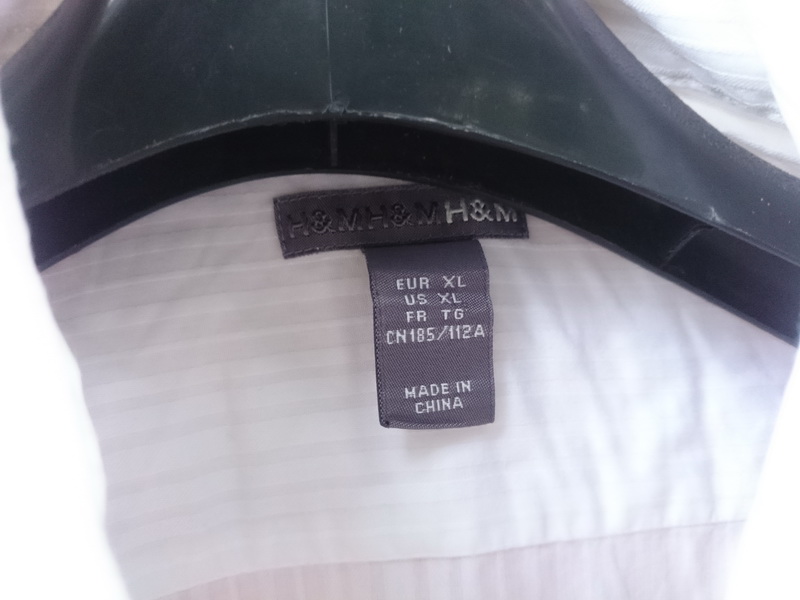 H&MH&MH&M
EUR XL
US XL
FR TG
CN185/112A
MADE IN
CHINA